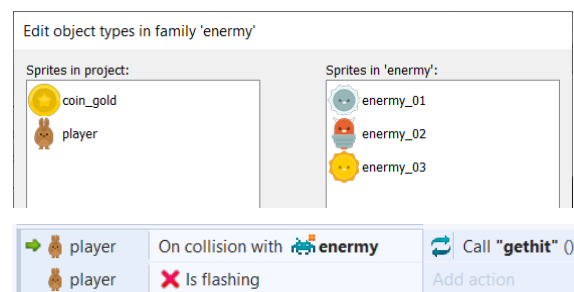 Edit object types in family 'enermy'
Sprites in project:
Sprites in 'enermy':
coin_gold
enermy_01
player
enermy_02
enermy_03
player On collision with enermy Call "gethit" ()
player Is flashing Add action